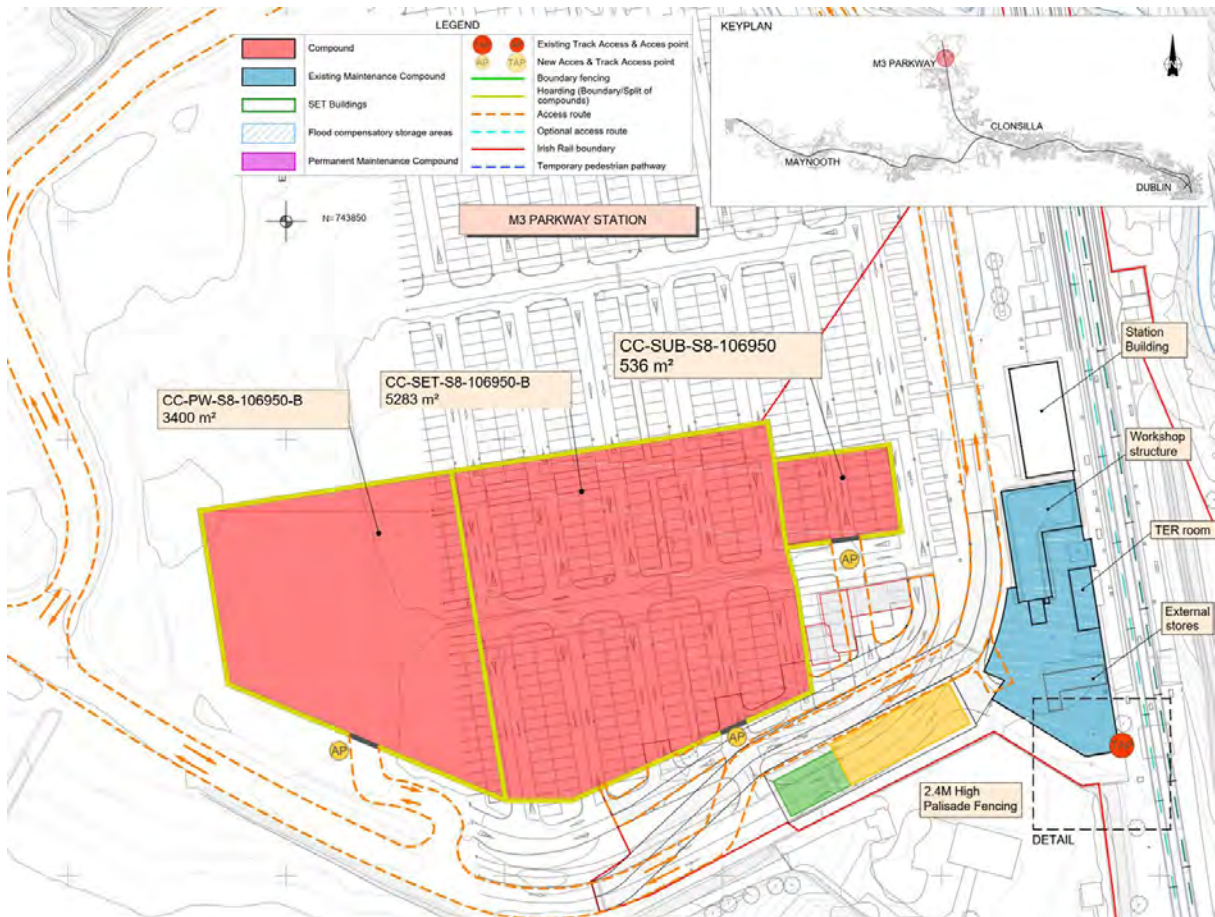 LEGEND
Compound
Existing Maintenance Compound
SET Buildings
Flood compensatory storage areas
Permanent Maintenance Compound
TAP
AP
Existing Track Access & Acces point
AP
TAP
New Acces & Track Access point
Boundary fencing
Hoarding (Boundary/Split of
compounds)
Access route
Optional access route
Irish Rail boundary
Temporary pedestrian pathway
KEYPLAN
M3 PARKWAY
CLONSILLA
MAYNOOTH
DUBLIN
N=743850
M3 PARKWAY STATION
CC-SUB-S8-106950
536 m²
CC-SET-S8-106950-B
5283 m²
CC-PW-S8-106950-B
3400 m²
Station
Building
Workshop
structure
TER room
External
stores
AP
AP
AP
TAP
2.4M High
Palisade Fencing
DETAIL